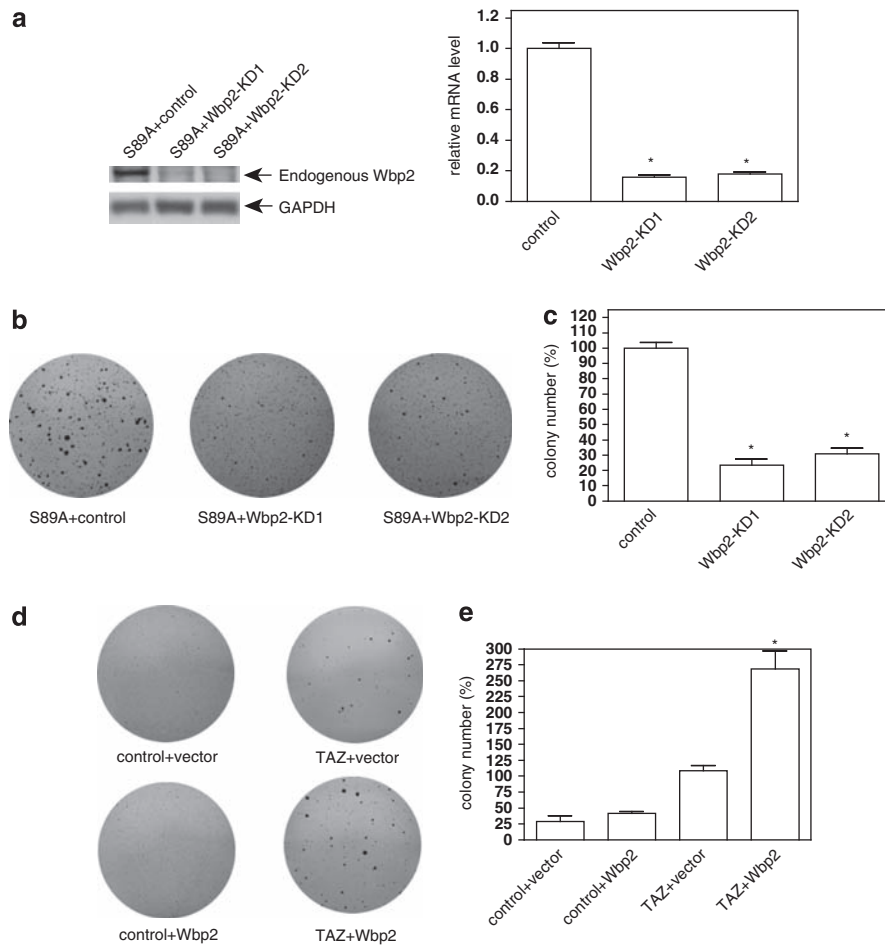 a
S89A+control
S89A+Wbp2-KD1
S89A+Wbp2-KD2
Endogenous Wbp2
GAPDH
relative mRNA level
1.2
1.0
0.8
0.6
0.4
0.2
0.0
*
*
control
Wbp2-KD1
Wbp2-KD2
b
S89A+control
S89A+Wbp2-KD1
S89A+Wbp2-KD2
c
colony number (%)
120
110
100
90
80
70
60
50
40
30
20
10
0
*
*
control
Wbp2-KD1
Wbp2-KD2
d
control+vector
TAZ+vector
control+Wbp2
TAZ+Wbp2
e
colony number (%)
300
275
250
225
200
175
150
125
100
75
50
25
0
*
control+vector
control+Wbp2
TAZ+vector
TAZ+Wbp2